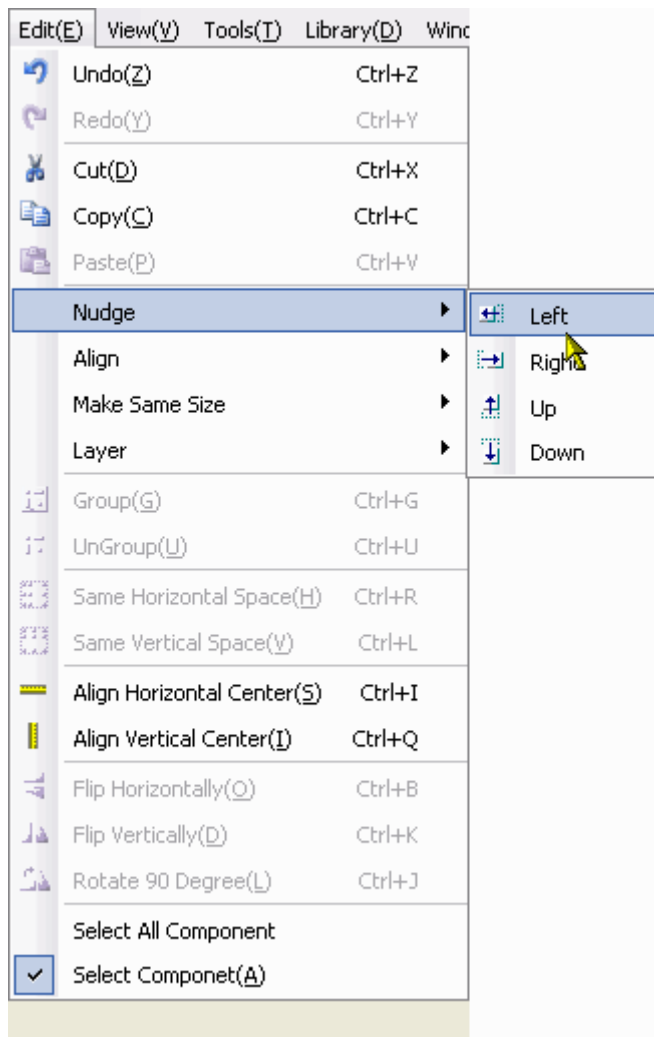 Edit(E) View(V) Tools(T) Library(D) Winc
Undo(Z) Ctrl+Z
Redo(Y) Ctrl+Y
Cut(D) Ctrl+X
Copy(C) Ctrl+C
Paste(P) Ctrl+V
Nudge
Left
Align
Right
Make Same Size
Up
Layer
Down
Group(G) Ctrl+G
UnGroup(U) Ctrl+U
Same Horizontal Space(H) Ctrl+R
Same Vertical Space(V) Ctrl+L
Align Horizontal Center(S) Ctrl+I
Align Vertical Center(I) Ctrl+Q
Flip Horizontally(O) Ctrl+B
Flip Vertically(D) Ctrl+K
Rotate 90 Degree(L) Ctrl+J
Select All Component
Select Componet(A)